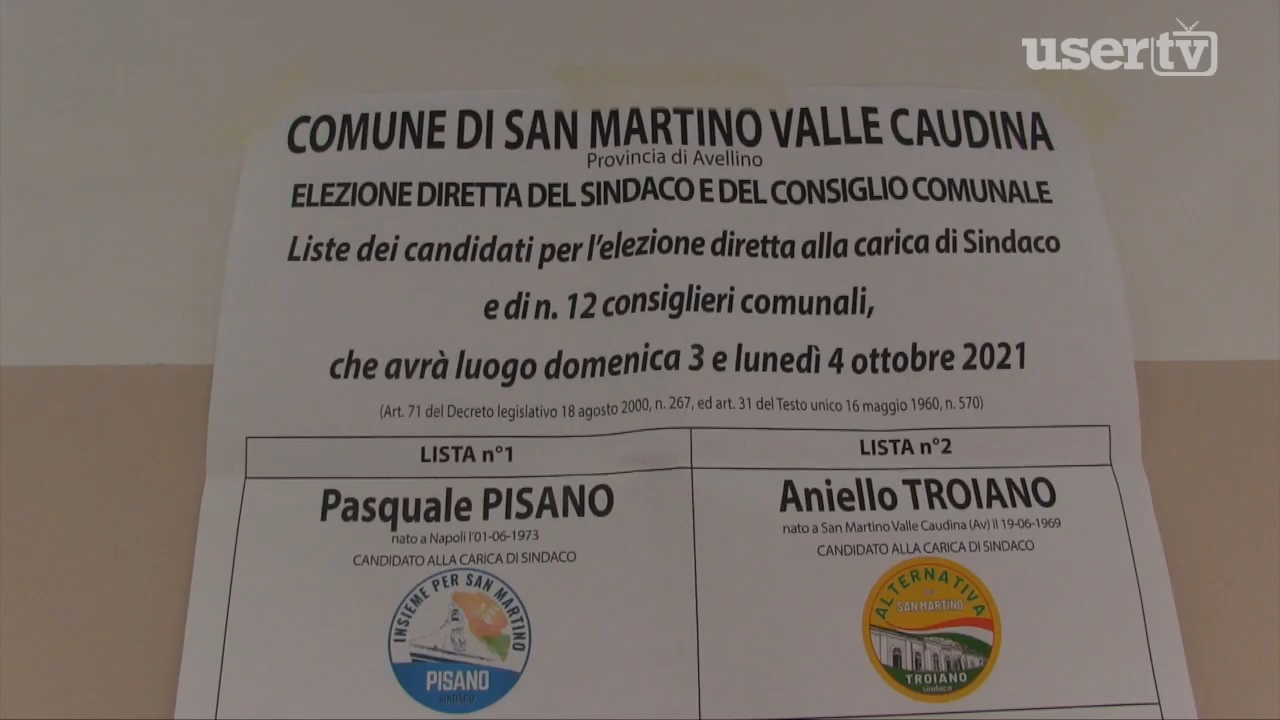 usertv
COMUNE DI SAN MARTINO VALLE CAUDINA
Provincia di Avellino
ELEZIONE DIRETTA DEL SINDACO E DEL CONSIGLIO COMUNALE
Liste dei candidati per l'elezione diretta alla carica di Sindaco
e di n. 12 consiglieri comunali,
che avrà luogo domenica 3 e lunedì 4 ottobre 2021
(Art. 71 del Decreto legislativo 18 agosto 2000, n. 267, ed art. 31 del Testo unico 16 maggio 1960, n. 570)
LISTA n°1
Pasquale PISANO
nato a Napoli l'01-06-1973
CANDIDATO ALLA CARICA DI SINDACO
INSIEME PER SAN MARTINO
PISANO
SINDACO
LISTA n°2
Aniello TROIANO
nato a San Martino Valle Caudina (Av) il 19-06-1969
CANDIDATO ALLA CARICA DI SINDACO
ALTERNATIVA
SAN MARTINO
TROIANO
sindaco